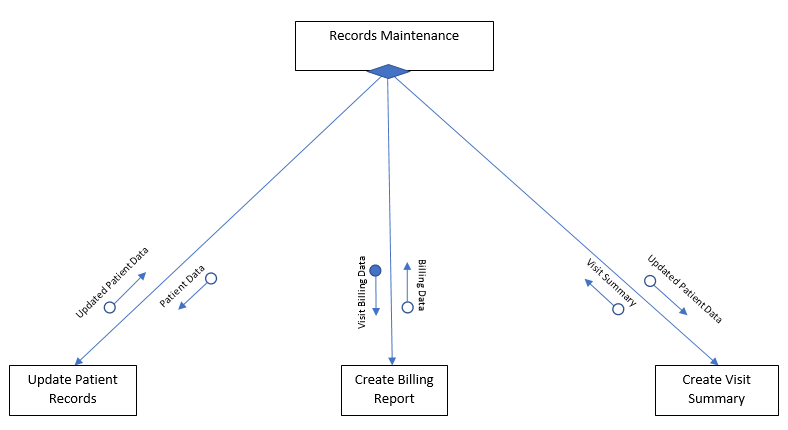 Records Maintenance
Updated Patient Data
Patient Data
Visit Billing Data
Billing Data
Visit Summary
Updated Patient Data
Update Patient
Records
Create Billing
Report
Create Visit
Summary